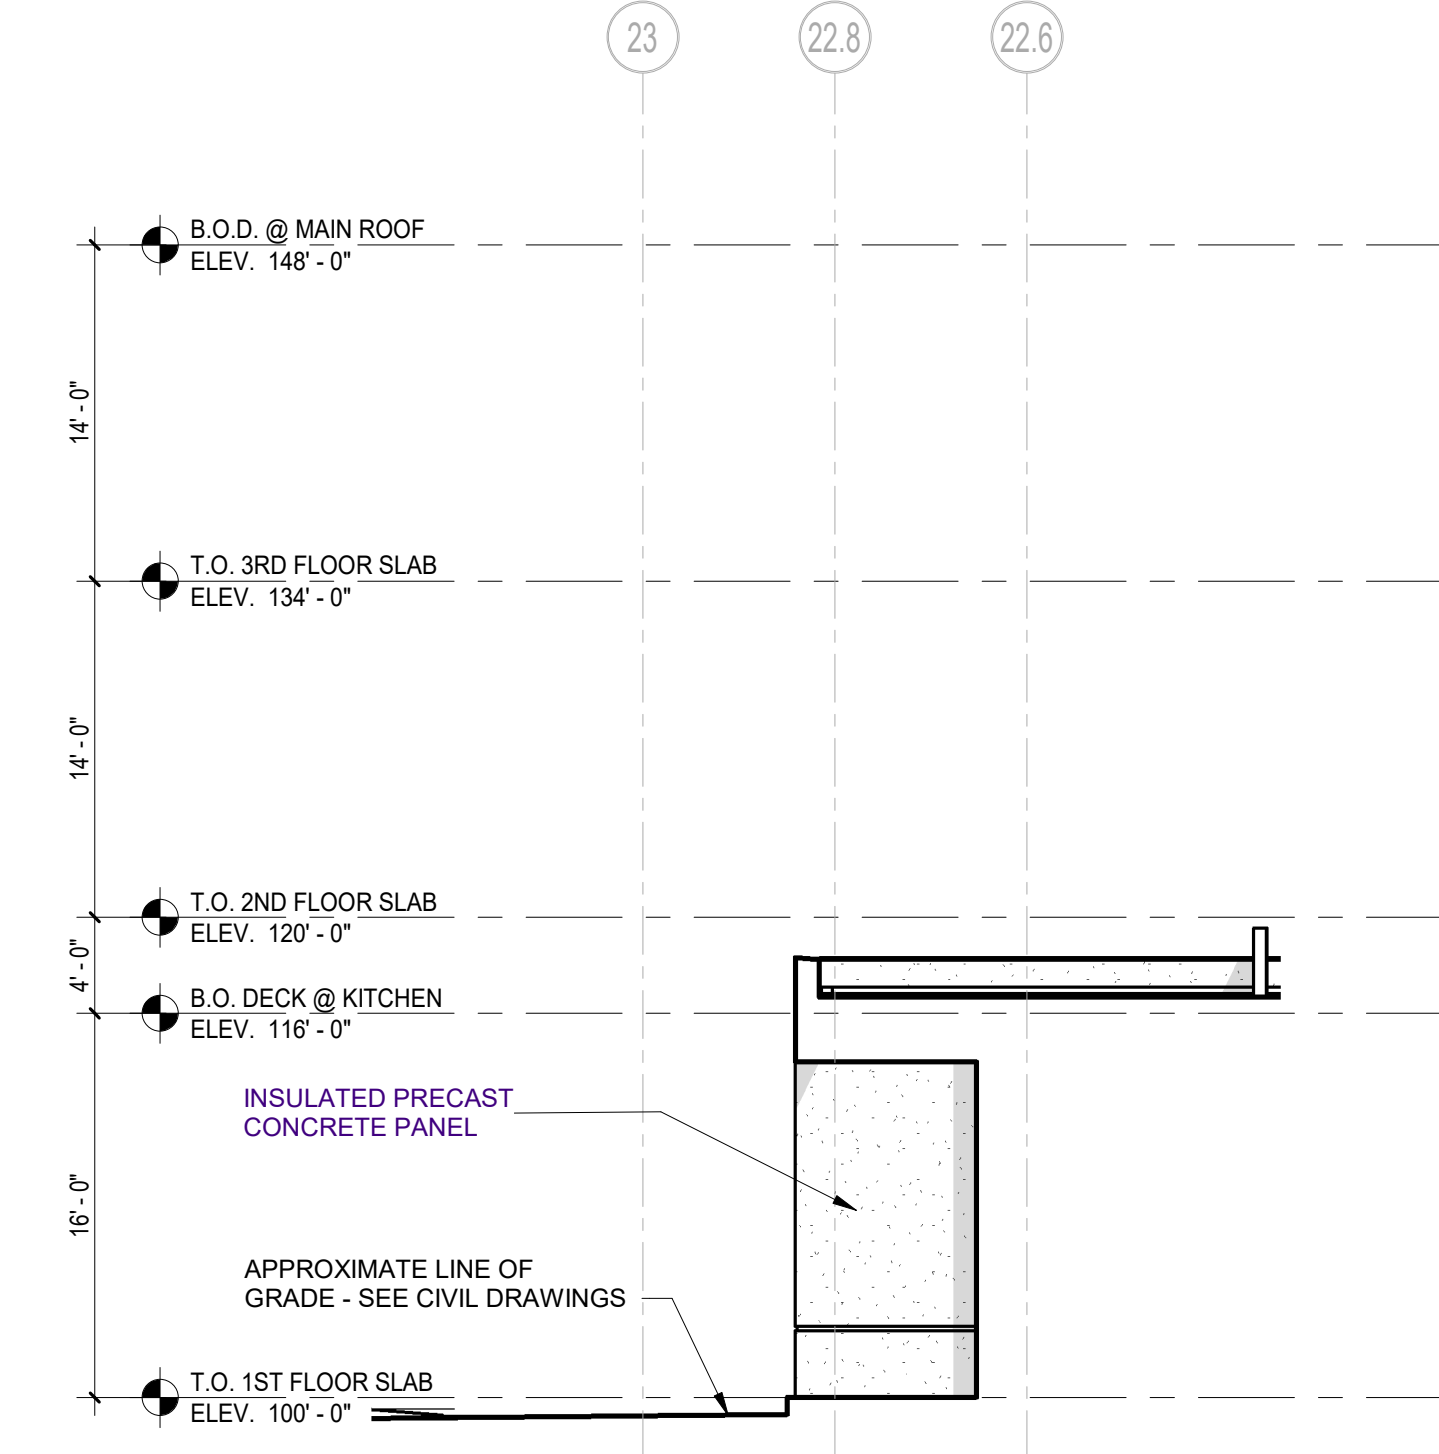 23
22.8
22.6
B.O.D. @ MAIN ROOF
ELEV. 148' - 0"
14' - 0"
T.O. 3RD FLOOR SLAB
ELEV. 134' - 0"
14' - 0"
T.O. 2ND FLOOR SLAB
ELEV. 120' - 0"
4' - 0"
B.O. DECK @ KITCHEN
ELEV. 116' - 0"
INSULATED PRECAST
CONCRETE PANEL
16' - 0"
APPROXIMATE LINE OF
GRADE - SEE CIVIL DRAWINGS
T.O. 1ST FLOOR SLAB
ELEV. 100' - 0"